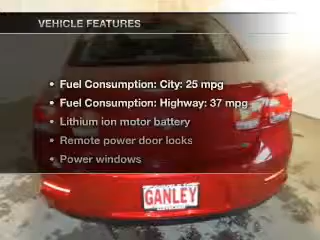 VEHICLE FEATURES
• Fuel Consumption: City: 25 mpg
• Fuel Consumption: Highway: 37 mpg
• Lithium ion motor battery
• Remote power door locks
• Power windows
GANLEY